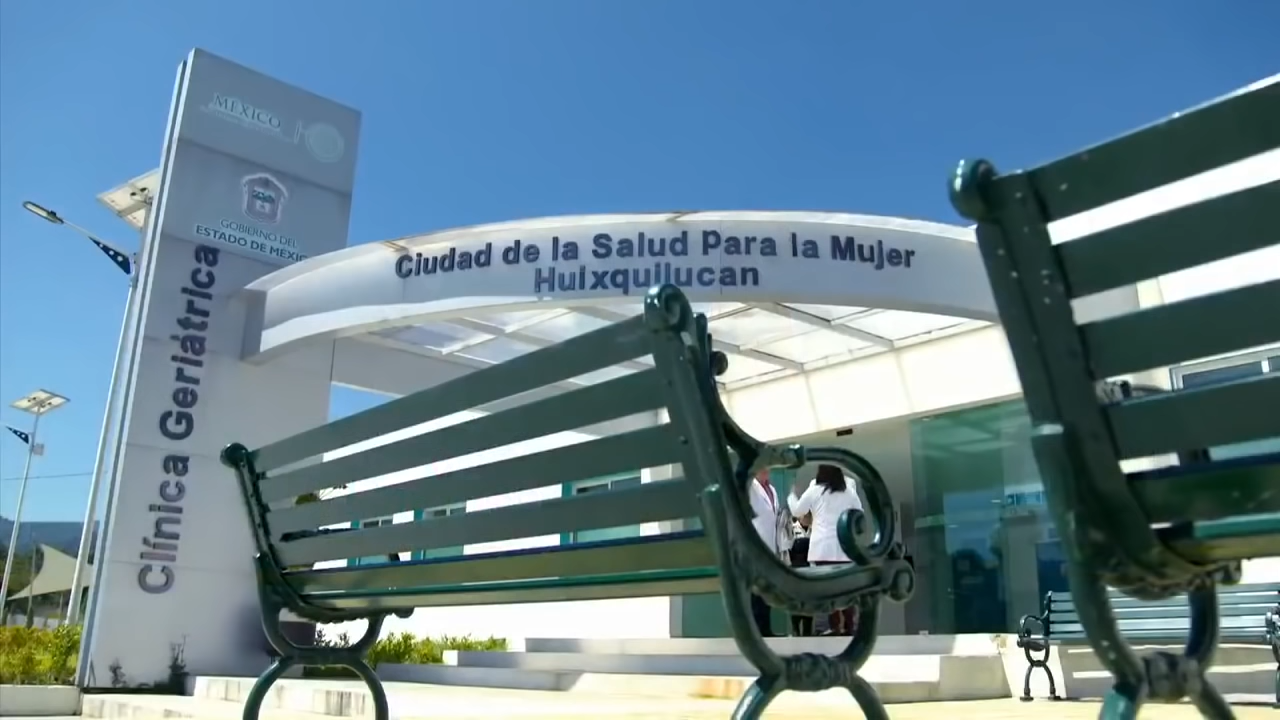 MÉXICO
GOBIERNO DEL
ESTADO DE MÉXICO
Clínica Geriátrica
Ciudad de la Salud Para la Mujer
Huixquilucan